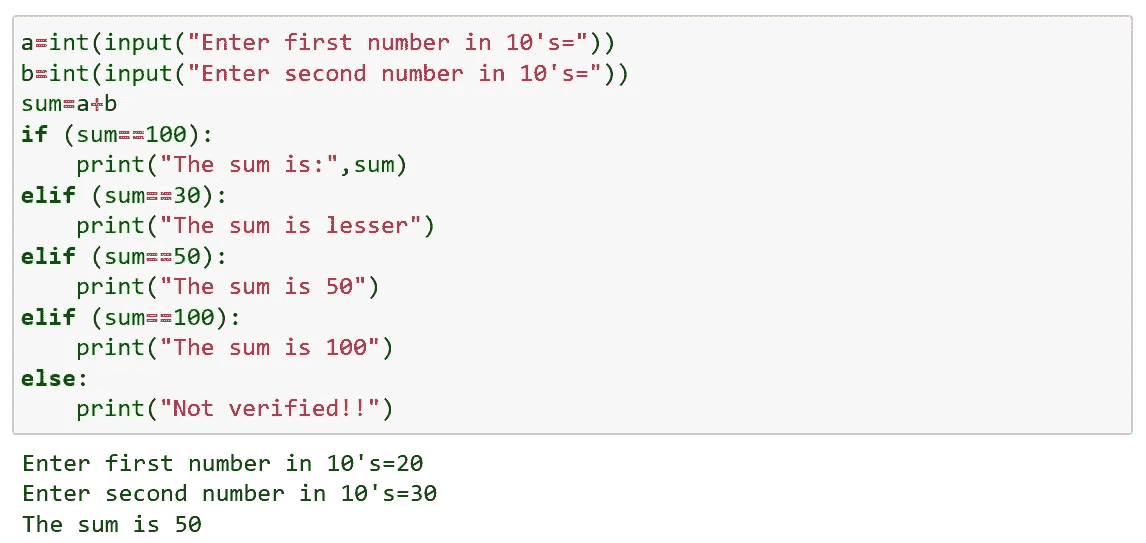 a=int(input("Enter first number in 10's="))
b=int(input("Enter second number in 10's="))
sum=a+b
if (sum==100):
    print("The sum is:",sum)
elif (sum==30):
    print("The sum is lesser")
elif (sum==50):
    print("The sum is 50")
elif (sum==100):
    print("The sum is 100")
else:
    print("Not verified!!")
Enter first number in 10's=20
Enter second number in 10's=30
The sum is 50